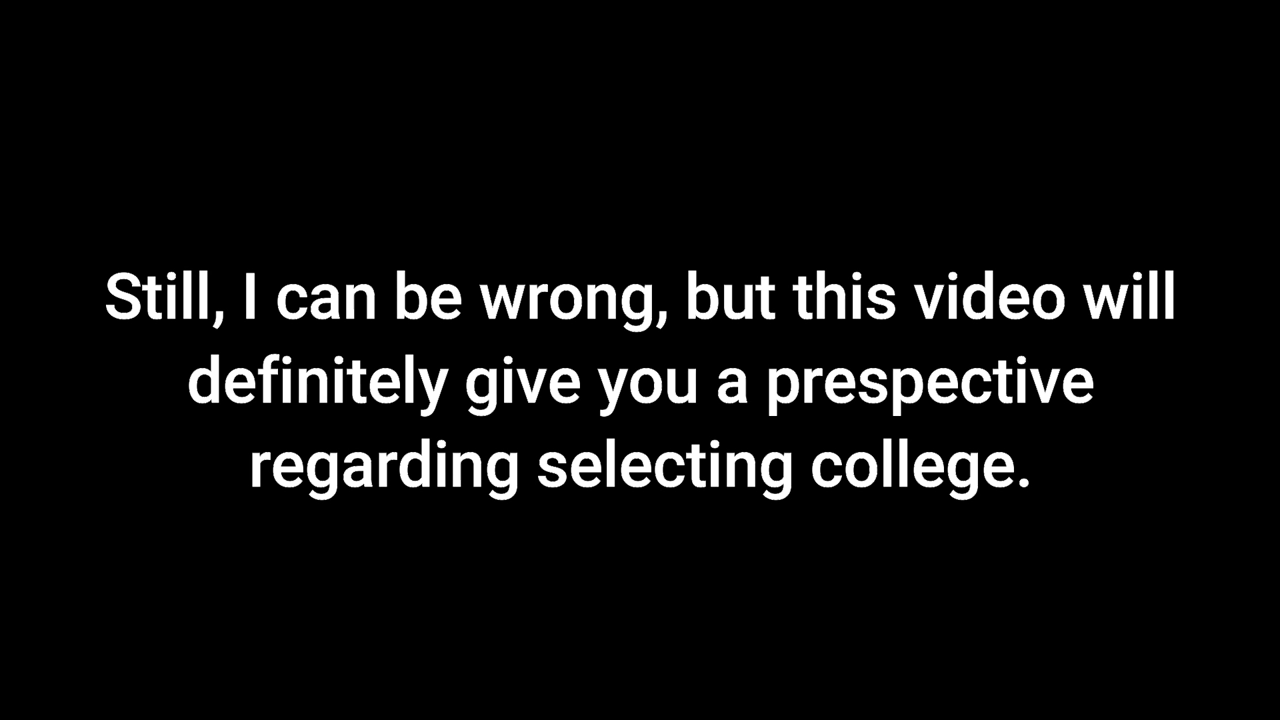 Still, I can be wrong, but this video will
definitely give you a prespective
regarding selecting college.